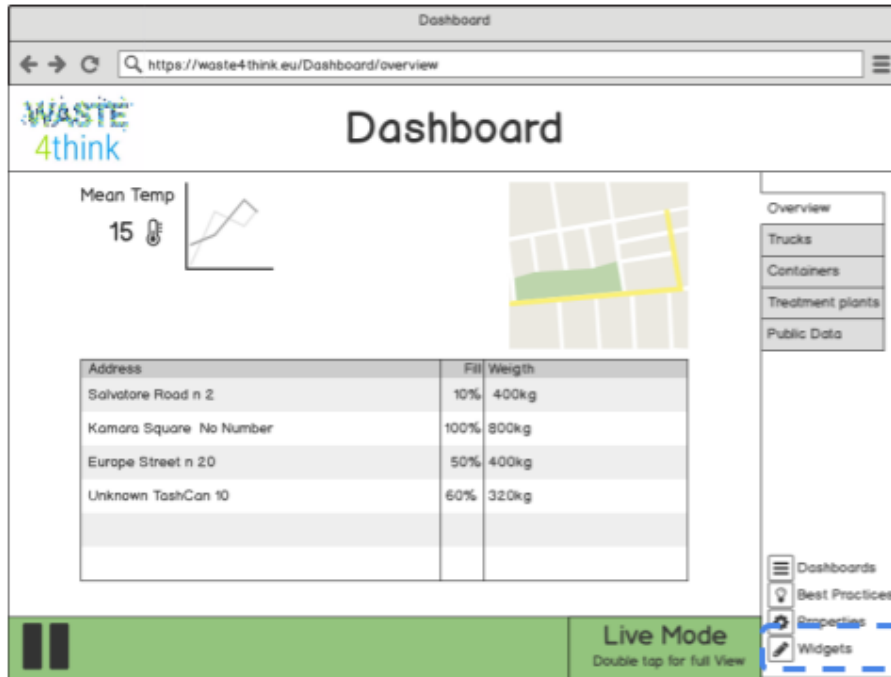 Dashboard
https://waste4think.eu/Dashboard/overview
WASTE
4think
Dashboard
Mean Temp
15
Overview
Trucks
Containers
Treatment plants
Public Data
Address Fill Weigth
Salvatore Road n 2 10% 400kg
Kamara Square No Number 100% 800kg
Europe Street n 20 50% 400kg
Unknown TashCan 10 60% 320kg
Dashboards
Best Practices
Properties
Widgets
Live Mode
Double tap for full View